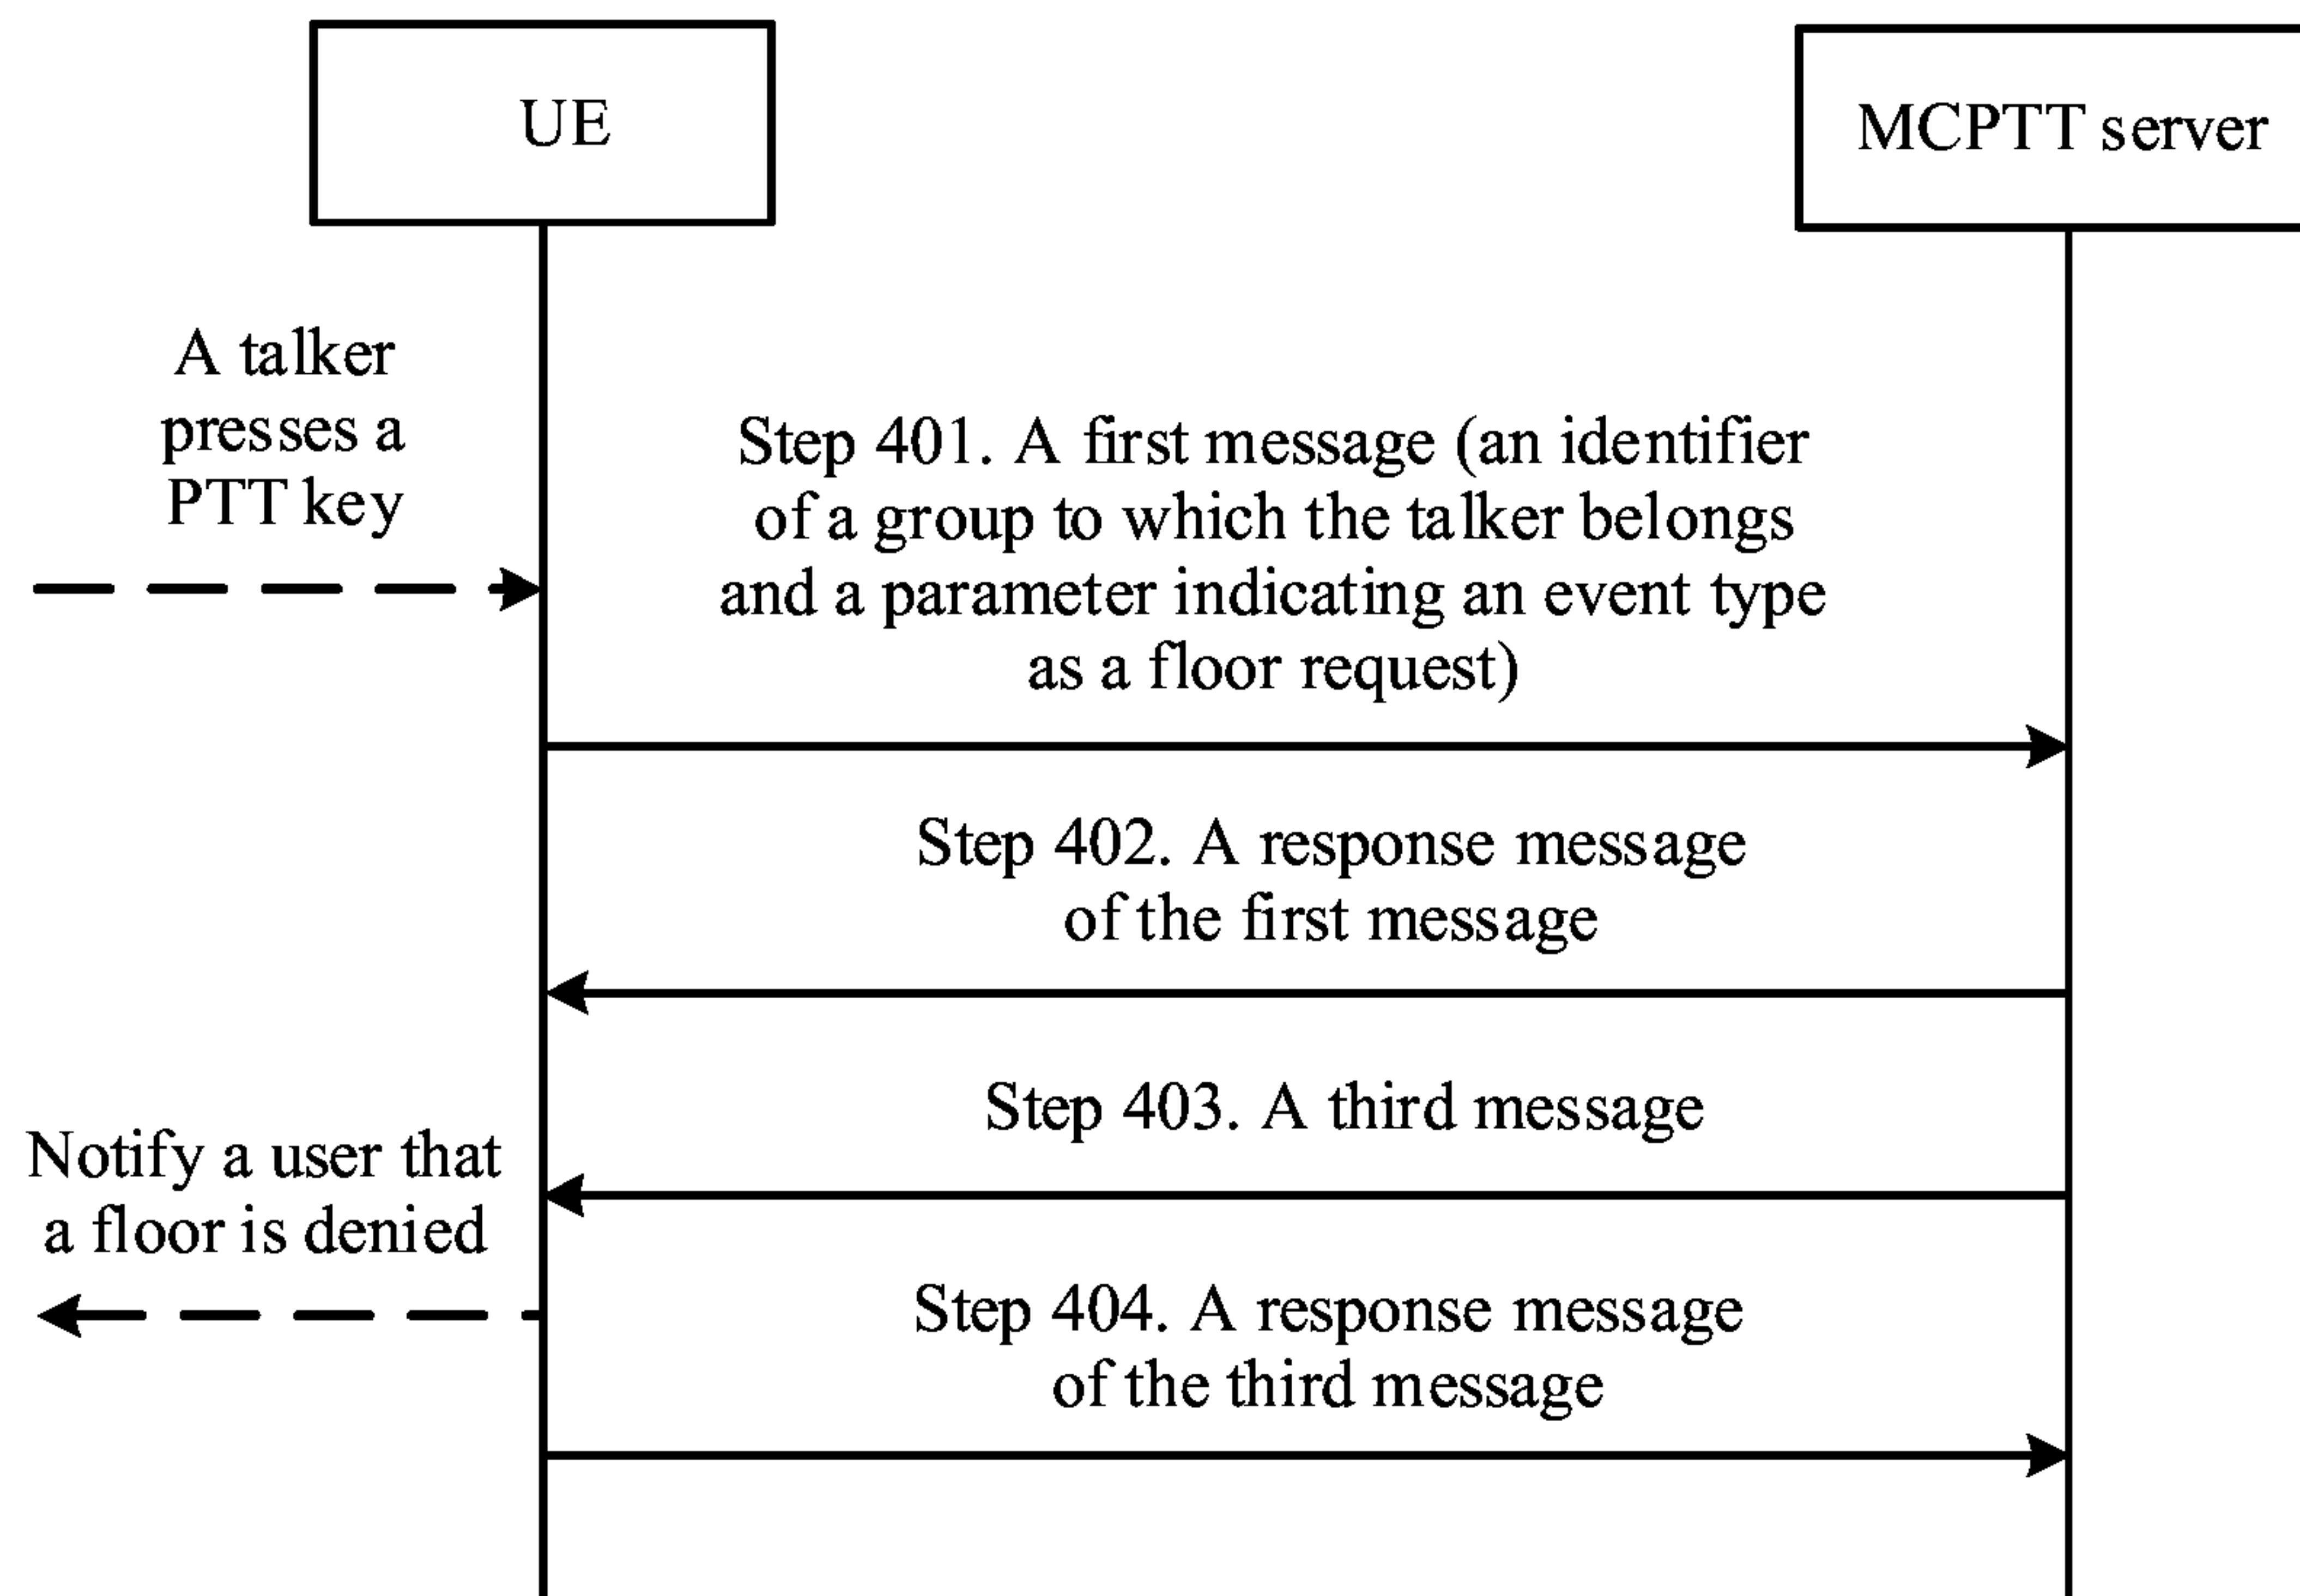 UE
MCPTT server
A talker
presses a
PTT key
Step 401. A first message (an identifier
of a group to which the talker belongs
and a parameter indicating an event type
as a floor request)
Step 402. A response message
of the first message
Step 403. A third message
Notify a user that
a floor is denied
Step 404. A response message
of the third message